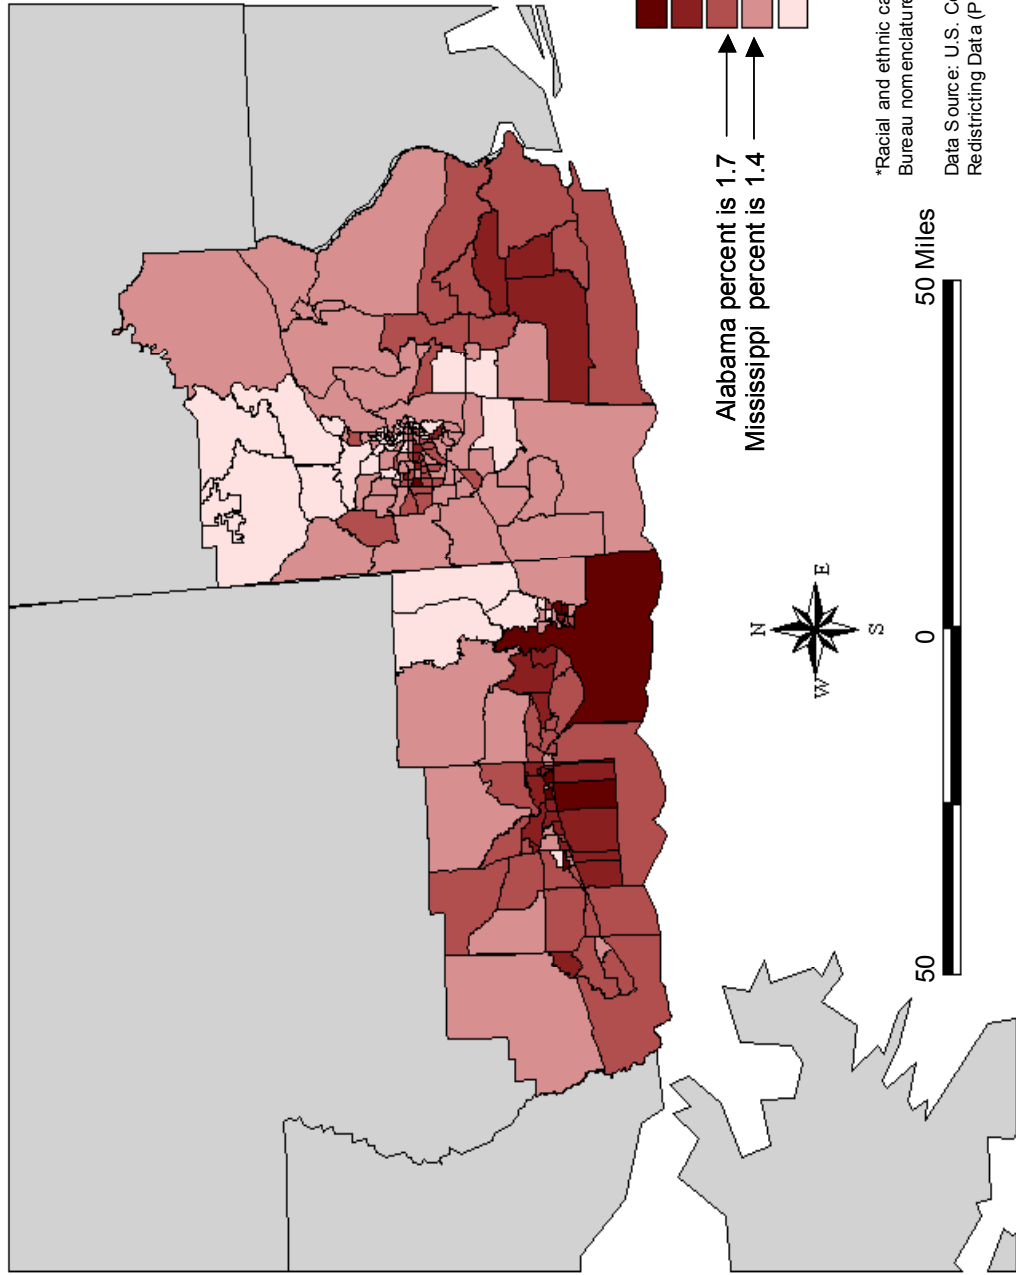 Alabama percent is 1.7
Mississippi percent is 1.4
*Racial and ethnic
Bureau nomenclature
Data Source: U.S.
Redistricting Data (P
N
W
E
S
50
0
50 Miles